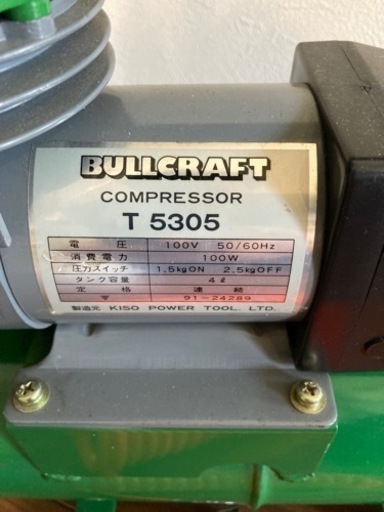 BULLCRAFT
COMPRESSOR
T 5305
電圧 100V 50/60Hz
消費電力 100W
圧力スイッチ 1.5kgON 2.5kgOFF
タンク容量 4ℓ
定格 連続
91-24289
製造元 KISO POWER TOOL. LTD.